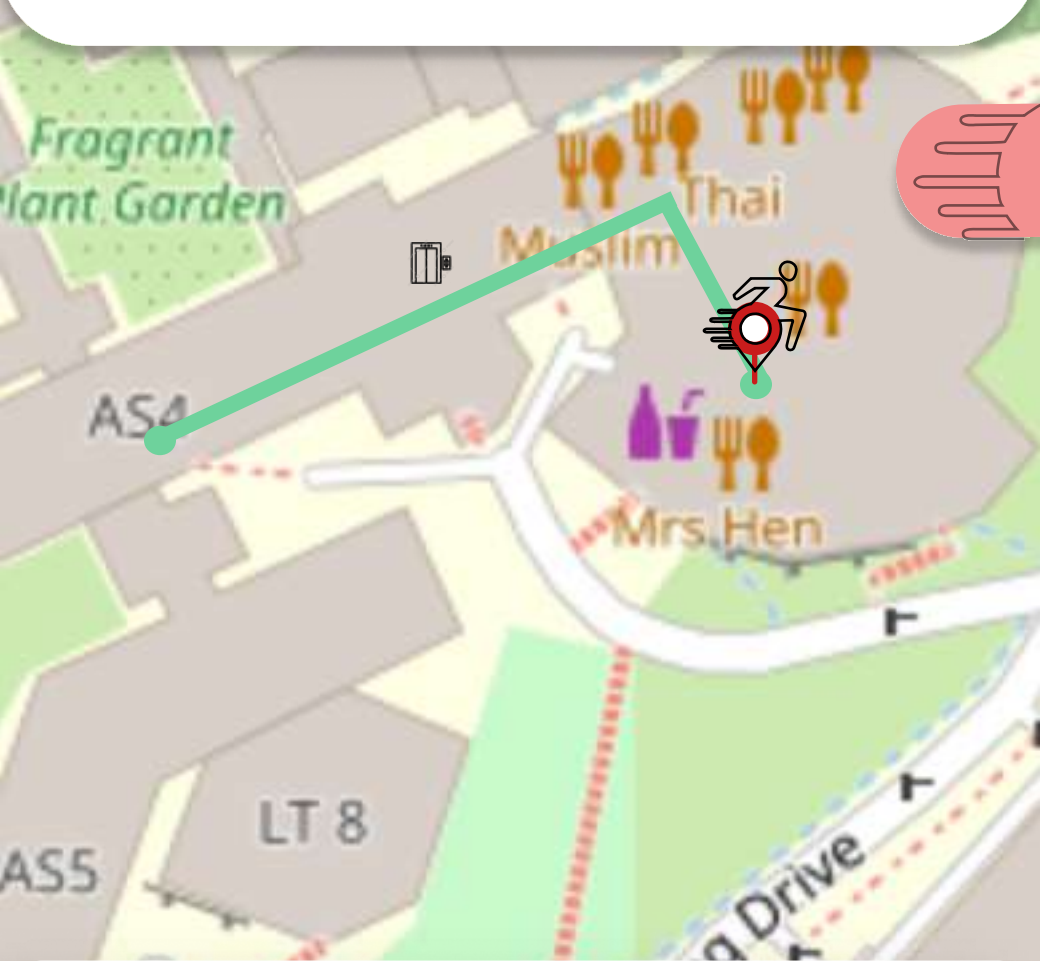 Fragrant
Plant Garden
Thai
Muslim
AS4
Mrs Hen
LT 8
AS5
g Drive